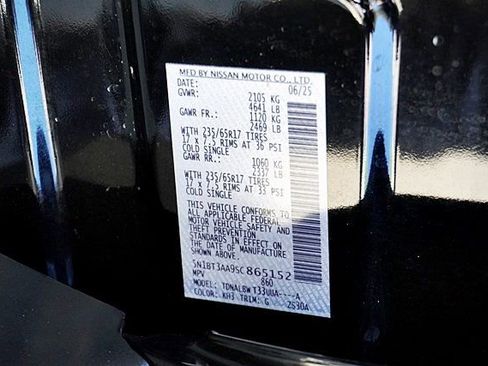 MFD BY NISSAN MOTOR CO., LTD.
DATE: 06/25
GVWR: 2105 KG
4641 LB
GAWR FR.: 1120 KG
2469 LB
WITH 235/65R17 TIRES
17 x 7.5 RIMS AT 36 PSI
COLD SINGLE
GAWR RR.: 1060 KG
2337 LB
WITH 235/65R17 TIRES
17 x 7.5 RIMS AT 33 PSI
COLD SINGLE
THIS VEHICLE CONFORMS TO
ALL APPLICABLE FEDERAL
MOTOR VEHICLE SAFETY AND
STANDARDS IN EFFECT ON
THE DATE OF MANUFACTURE
SHOWN ABOVE.
5N1BT3AA9SC865152
MPV 860
MODEL: TDNALBW T33UUA----A
COLOR: KH3 TRIM: G ZS30A